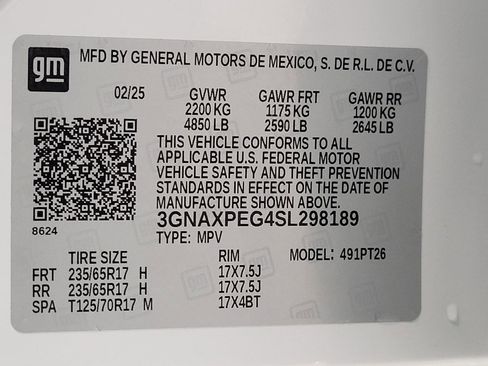 gm
MFD BY GENERAL MOTORS DE MEXICO, S. DE R.L. DE C.V.
02/25 GVWR GAWR FRT GAWR RR
2200 KG 1175 KG 1200 KG
4850 LB 2590 LB 2645 LB
THIS VEHICLE CONFORMS TO ALL
APPLICABLE U.S. FEDERAL MOTOR
VEHICLE SAFETY AND THEFT PREVENTION
STANDARDS IN EFFECT ON THE DATE OF
MANUFACTURE SHOWN ABOVE.
8624
3GNAXPEG4SL298189
TYPE: MPV
TIRE SIZE RIM MODEL: 491PT26
FRT 235/65R17 H 17X7.5J
RR 235/65R17 H 17X7.5J
SPA T125/70R17 M 17X4BT